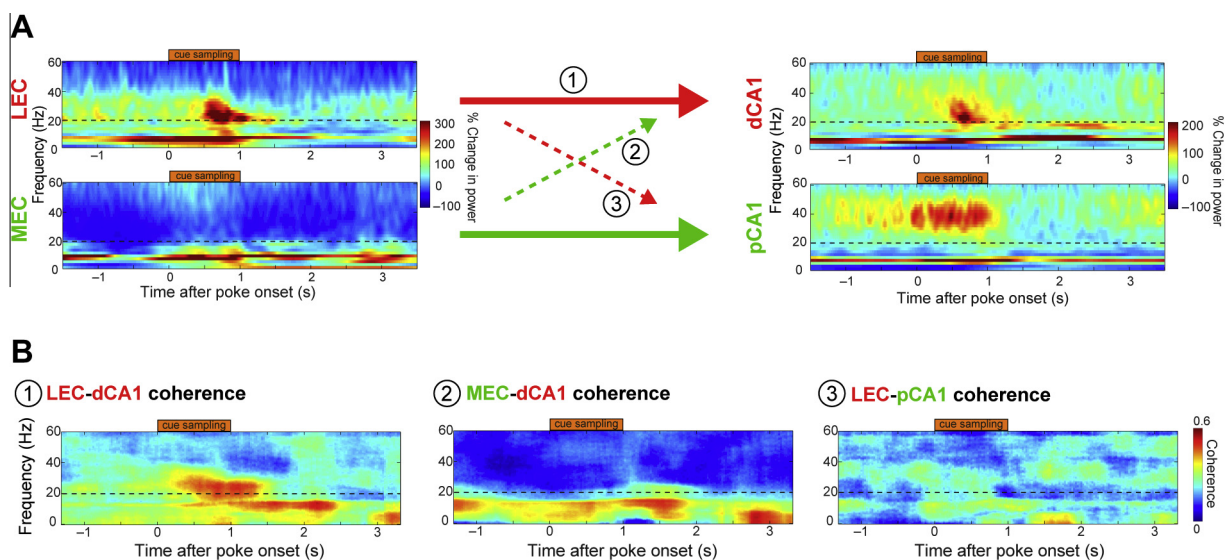 A
cue sampling
LEC
Frequency (Hz)
60
40
20
0
−1 0 1 2 3
300
200
100
0
−100
% Change in power
cue sampling
MEC
60
40
20
0
−1 0 1 2 3
Time after poke onset (s)
1
2
3
cue sampling
dCA1
Frequency (Hz)
60
40
20
0
−1 0 1 2 3
200
100
0
−100
% Change in power
cue sampling
pCA1
60
40
20
0
−1 0 1 2 3
Time after poke onset (s)
B
1 LEC-dCA1 coherence
cue sampling
Frequency (Hz)
60
40
20
0
−1 0 1 2 3
Time after poke onset (s)
2 MEC-dCA1 coherence
cue sampling
60
40
20
0
−1 0 1 2 3
Time after poke onset (s)
3 LEC-pCA1 coherence
cue sampling
60
40
20
0
−1 0 1 2 3
Time after poke onset (s)
0.6
0
Coherence